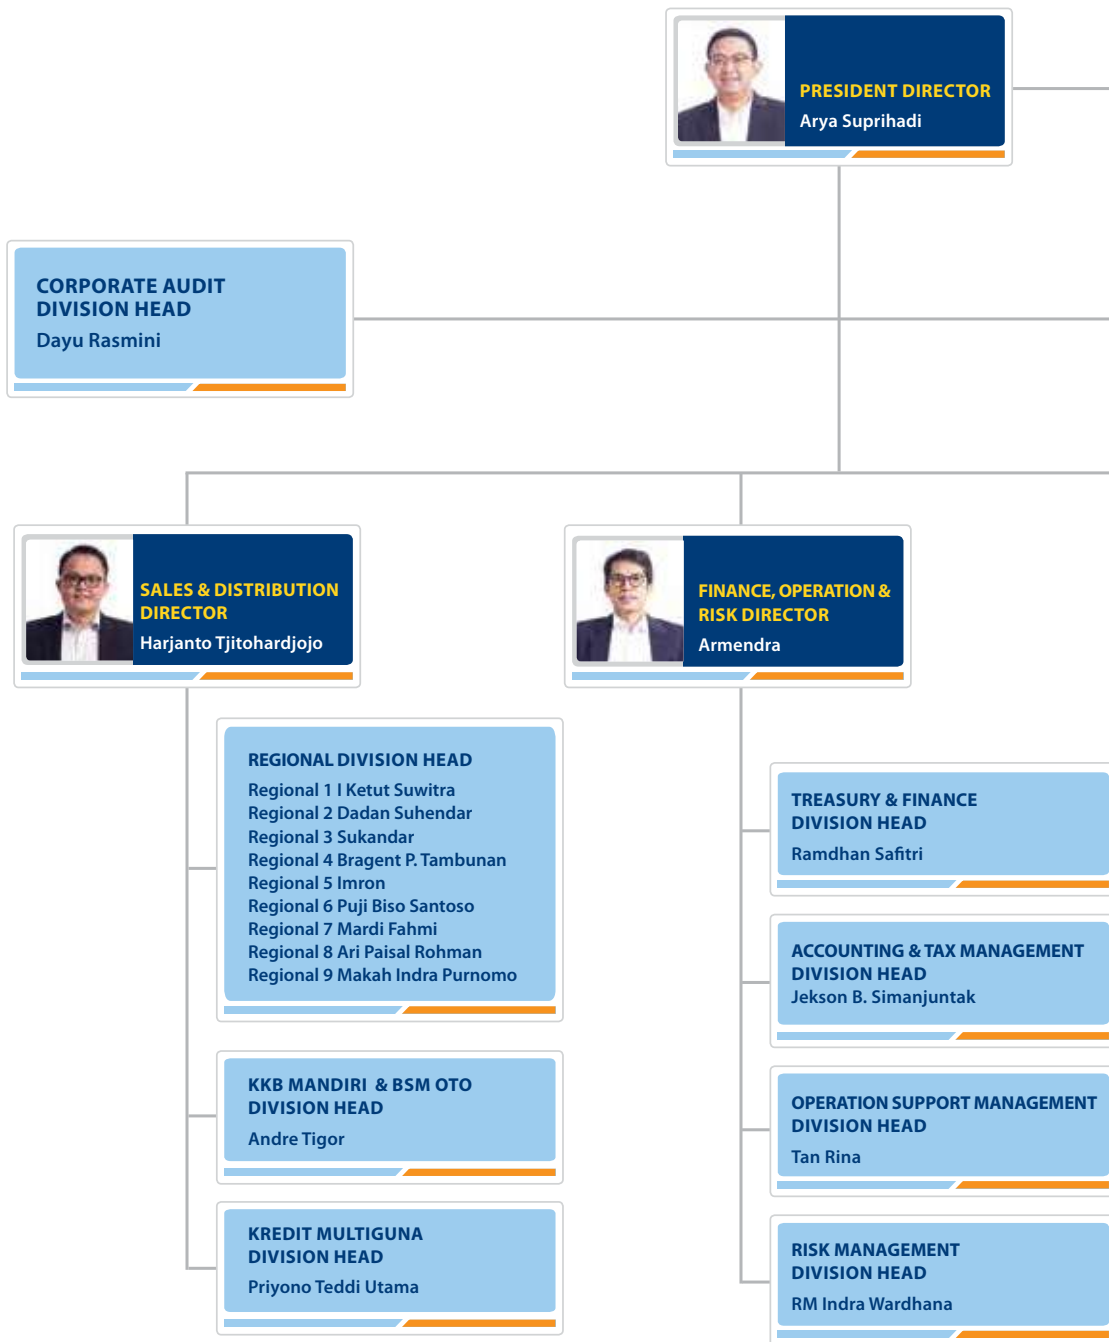 PRESIDENT DIRECTOR
Arya Suprihadi
CORPORATE AUDIT
DIVISION HEAD
Dayu Rasmini
SALES & DISTRIBUTION
DIRECTOR
Harjanto Tjitohardjojo
FINANCE, OPERATION &
RISK DIRECTOR
Armendra
REGIONAL DIVISION HEAD
Regional 1 I Ketut Suwitra
Regional 2 Dadan Suhendar
Regional 3 Sukandar
Regional 4 Bragent P. Tambunan
Regional 5 Imron
Regional 6 Puji Biso Santoso
Regional 7 Mardi Fahmi
Regional 8 Ari Paisal Rohman
Regional 9 Makah Indra Purnomo
KKB MANDIRI & BSM OTO
DIVISION HEAD
Andre Tigor
KREDIT MULTIGUNA
DIVISION HEAD
Priyono Teddi Utama
TREASURY & FINANCE
DIVISION HEAD
Ramdhan Safitri
ACCOUNTING & TAX MANAGEMENT
DIVISION HEAD
Jekson B. Simanjuntak
OPERATION SUPPORT MANAGEMENT
DIVISION HEAD
Tan Rina
RISK MANAGEMENT
DIVISION HEAD
RM Indra Wardhana